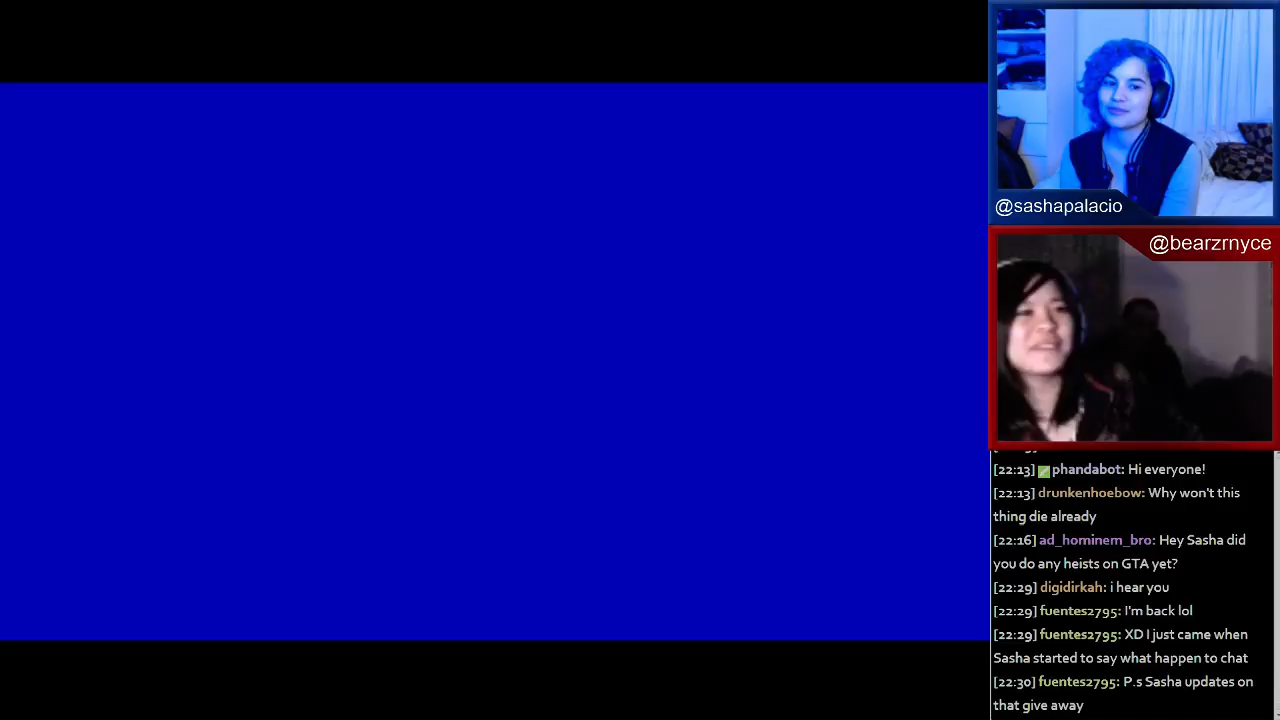 @sashapalacio
@bearzrnyce
[22:13] phandabot: Hi everyone!
[22:13] drunkenhoebow: Why won't this
thing die already
[22:16] ad_hominem_bro: Hey Sasha did
you do any heists on GTA yet?
[22:29] digidirkah: i hear you
[22:29] fuentes2795: I'm back lol
[22:29] fuentes2795: XD I just came when
Sasha started to say what happen to chat
[22:30] fuentes2795: P.s Sasha updates on
that give away